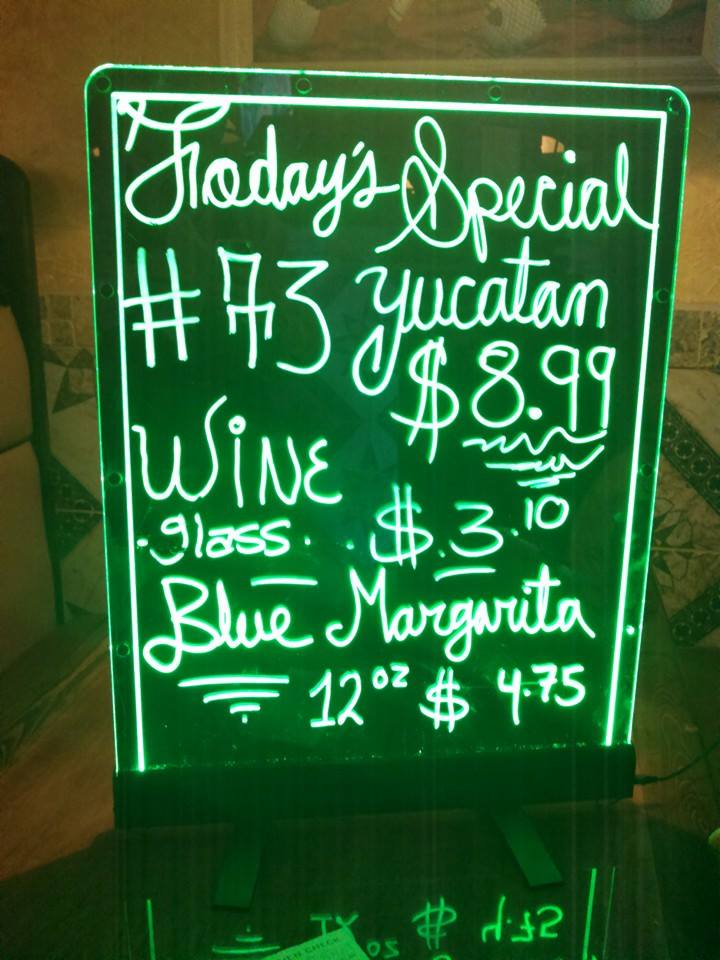 Today's Special
#73 yucatan
$8.99
WiNE
glass. $.3.10
Blue Margarita
12oz $ 4.75